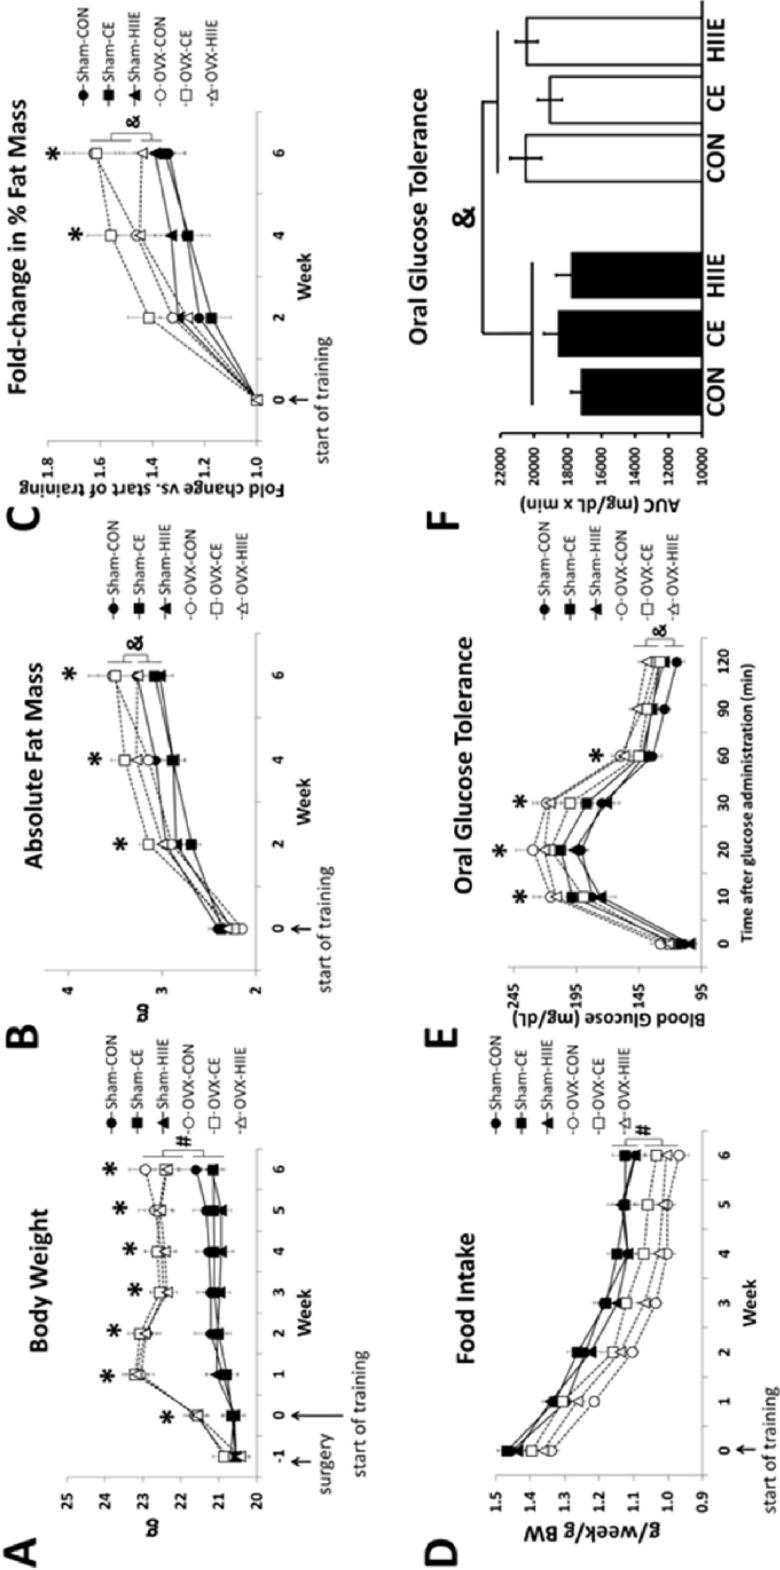 A
Body Weight
g
25
24
23
22
21
20
-1
0
1
2
3
4
5
6
Week
surgery
start of training
* * * * * * *
#
Sham-CON
Sham-CE
Sham-HIIE
OVX-CON
OVX-CE
OVX-HIIE
B
Absolute Fat Mass
g
4
3
2
0
2
4
6
Week
start of training
* * *
&
Sham-CON
Sham-CE
Sham-HIIE
OVX-CON
OVX-CE
OVX-HIIE
C
Fold-change in % Fat Mass
Fold change vs. start of training
1.8
1.6
1.4
1.2
1.0
0
2
4
6
Week
start of training
* *
&
Sham-CON
Sham-CE
Sham-HIIE
OVX-CON
OVX-CE
OVX-HIIE
D
Food Intake
g/week/g BW
1.5
1.4
1.3
1.2
1.1
1.0
0.9
0
1
2
3
4
5
6
Week
start of training
#
Sham-CON
Sham-CE
Sham-HIIE
OVX-CON
OVX-CE
OVX-HIIE
E
Oral Glucose Tolerance
Blood Glucose (mg/dL)
245
195
145
95
0
10
20
30
60
90
120
Time after glucose administration (min)
* * * *
&
Sham-CON
Sham-CE
Sham-HIIE
OVX-CON
OVX-CE
OVX-HIIE
F
Oral Glucose Tolerance
AUC (mg/dL x min)
22000
20000
18000
16000
14000
12000
10000
&
CON
CE
HIIE
CON
CE
HIIE